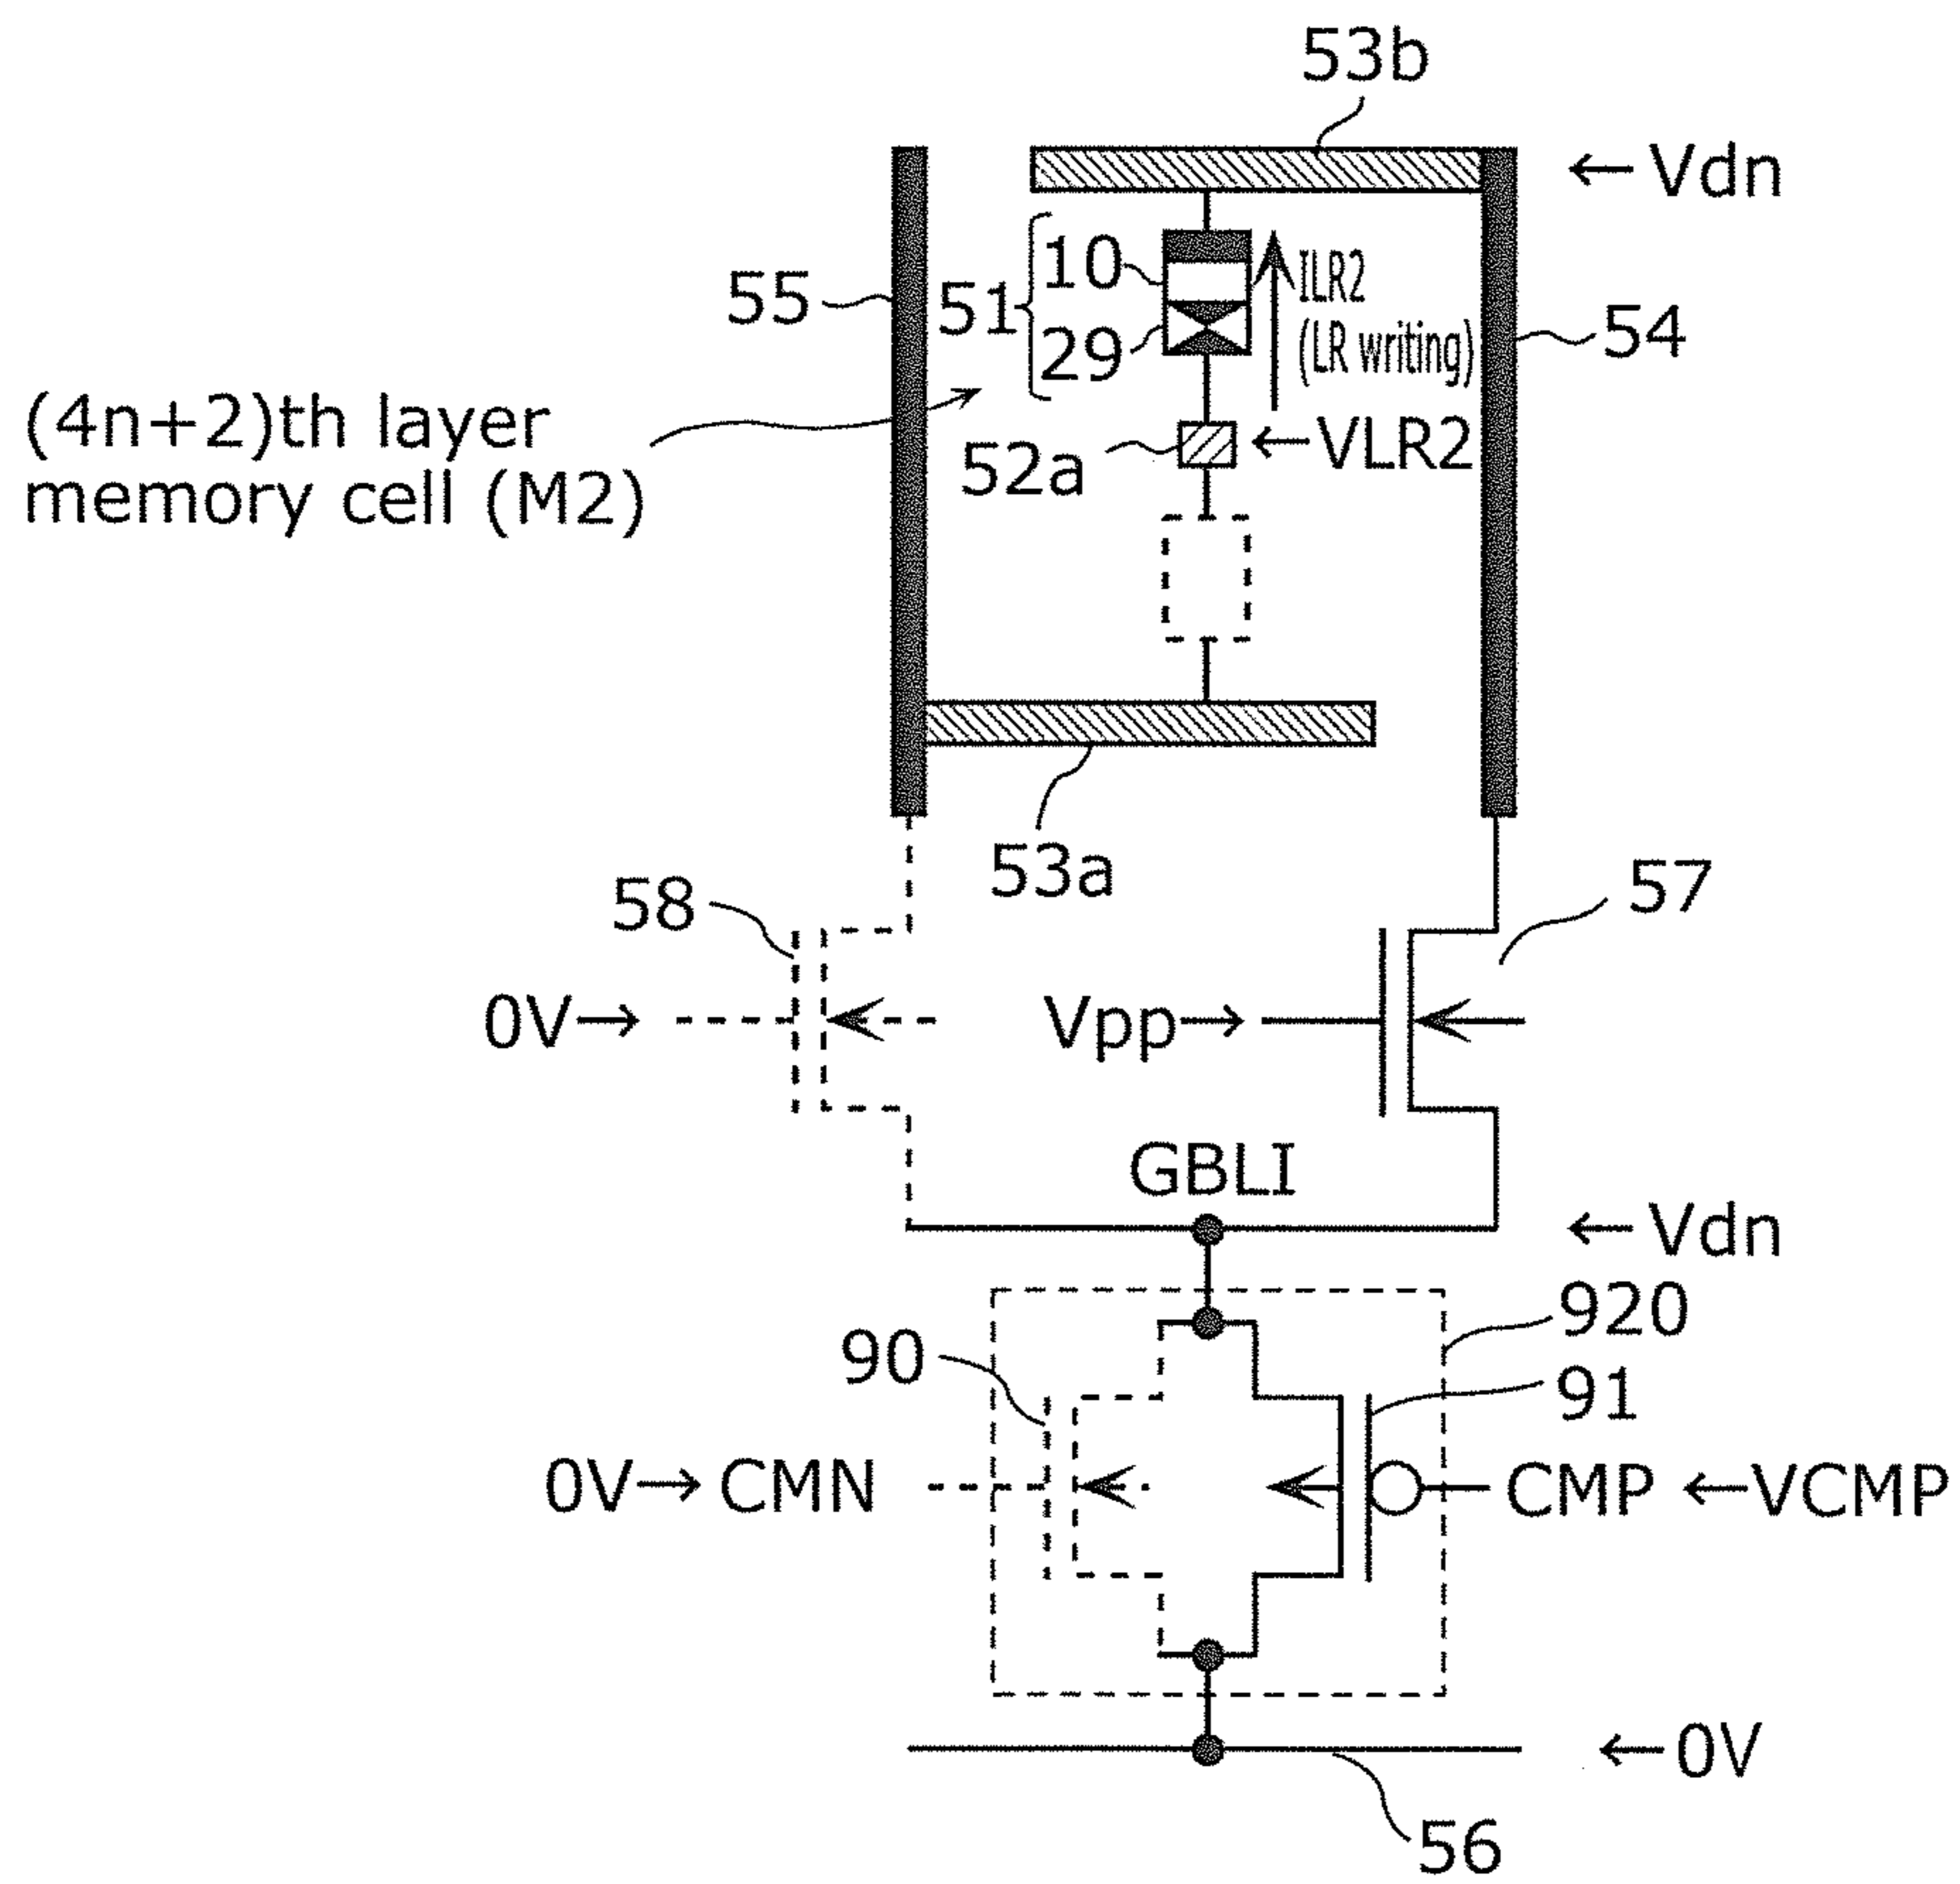 53b
←Vdn
10
ILR2
55
51
54
29
(LR writing)
(4n+2)th layer
memory cell (M2)
52a
←VLR2
53a
58
57
0V→
Vpp→
GBLI
←Vdn
920
90
91
0V→CMN
CMP←VCMP
←0V
56